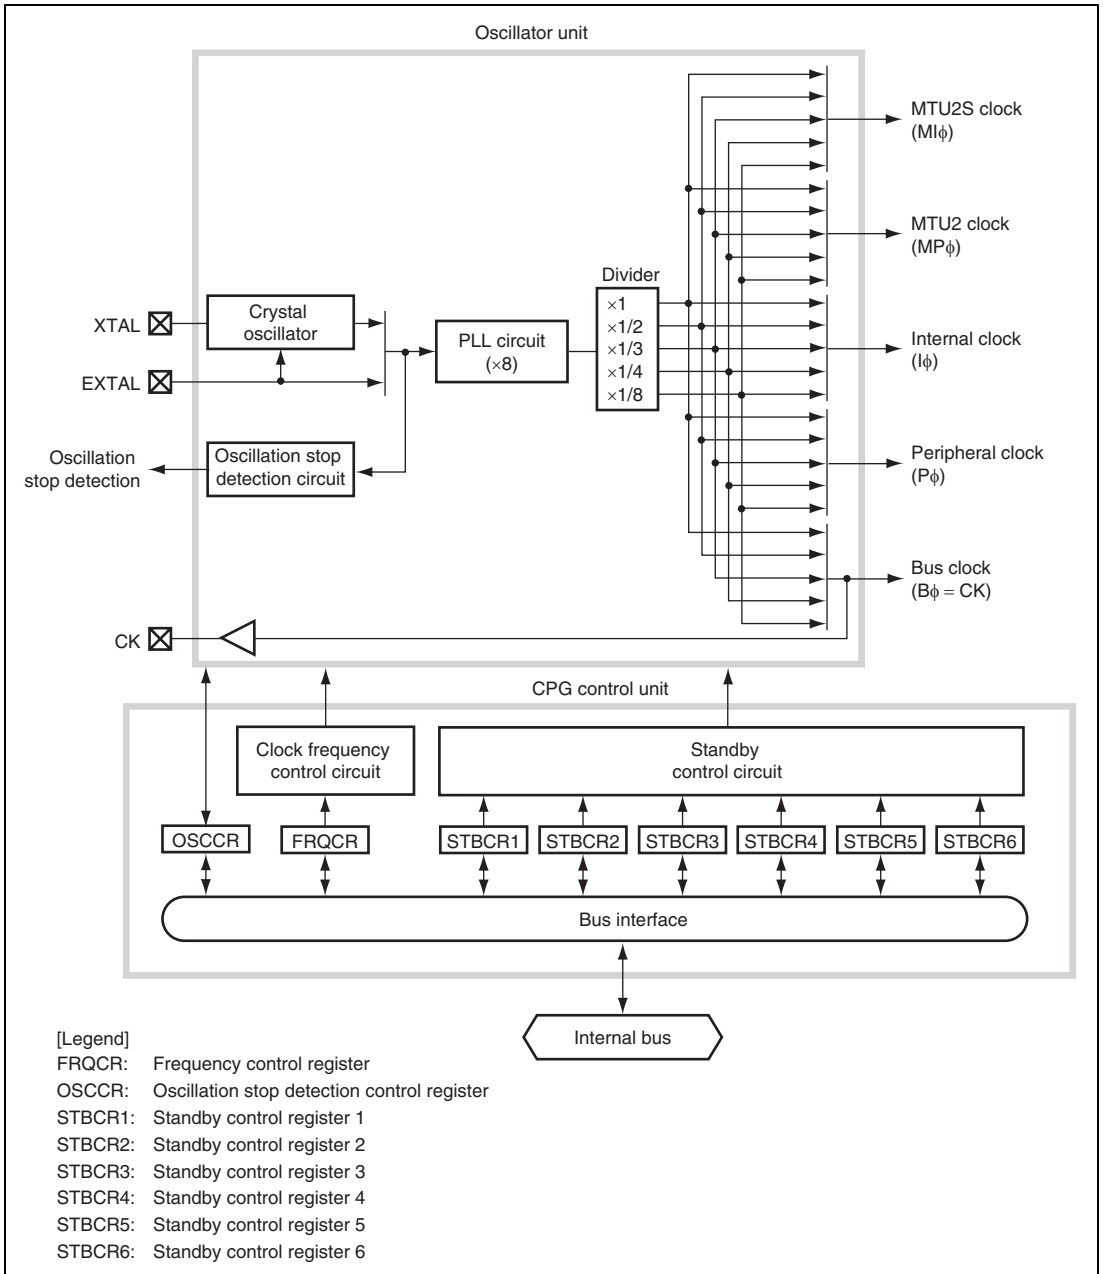 Oscillator unit
MTU2S clock
(MIϕ)
MTU2 clock
(MPϕ)
Divider
×1
×1/2
×1/3
×1/4
×1/8
XTAL
Crystal
oscillator
PLL circuit
(×8)
Internal clock
(Iϕ)
EXTAL
Oscillation
stop detection
Oscillation stop
detection circuit
Peripheral clock
(Pϕ)
Bus clock
(Bϕ = CK)
CK
CPG control unit
Clock frequency
control circuit
Standby
control circuit
OSCCR
FRQCR
STBCR1
STBCR2
STBCR3
STBCR4
STBCR5
STBCR6
Bus interface
Internal bus
[Legend]
FRQCR: Frequency control register
OSCCR: Oscillation stop detection control register
STBCR1: Standby control register 1
STBCR2: Standby control register 2
STBCR3: Standby control register 3
STBCR4: Standby control register 4
STBCR5: Standby control register 5
STBCR6: Standby control register 6